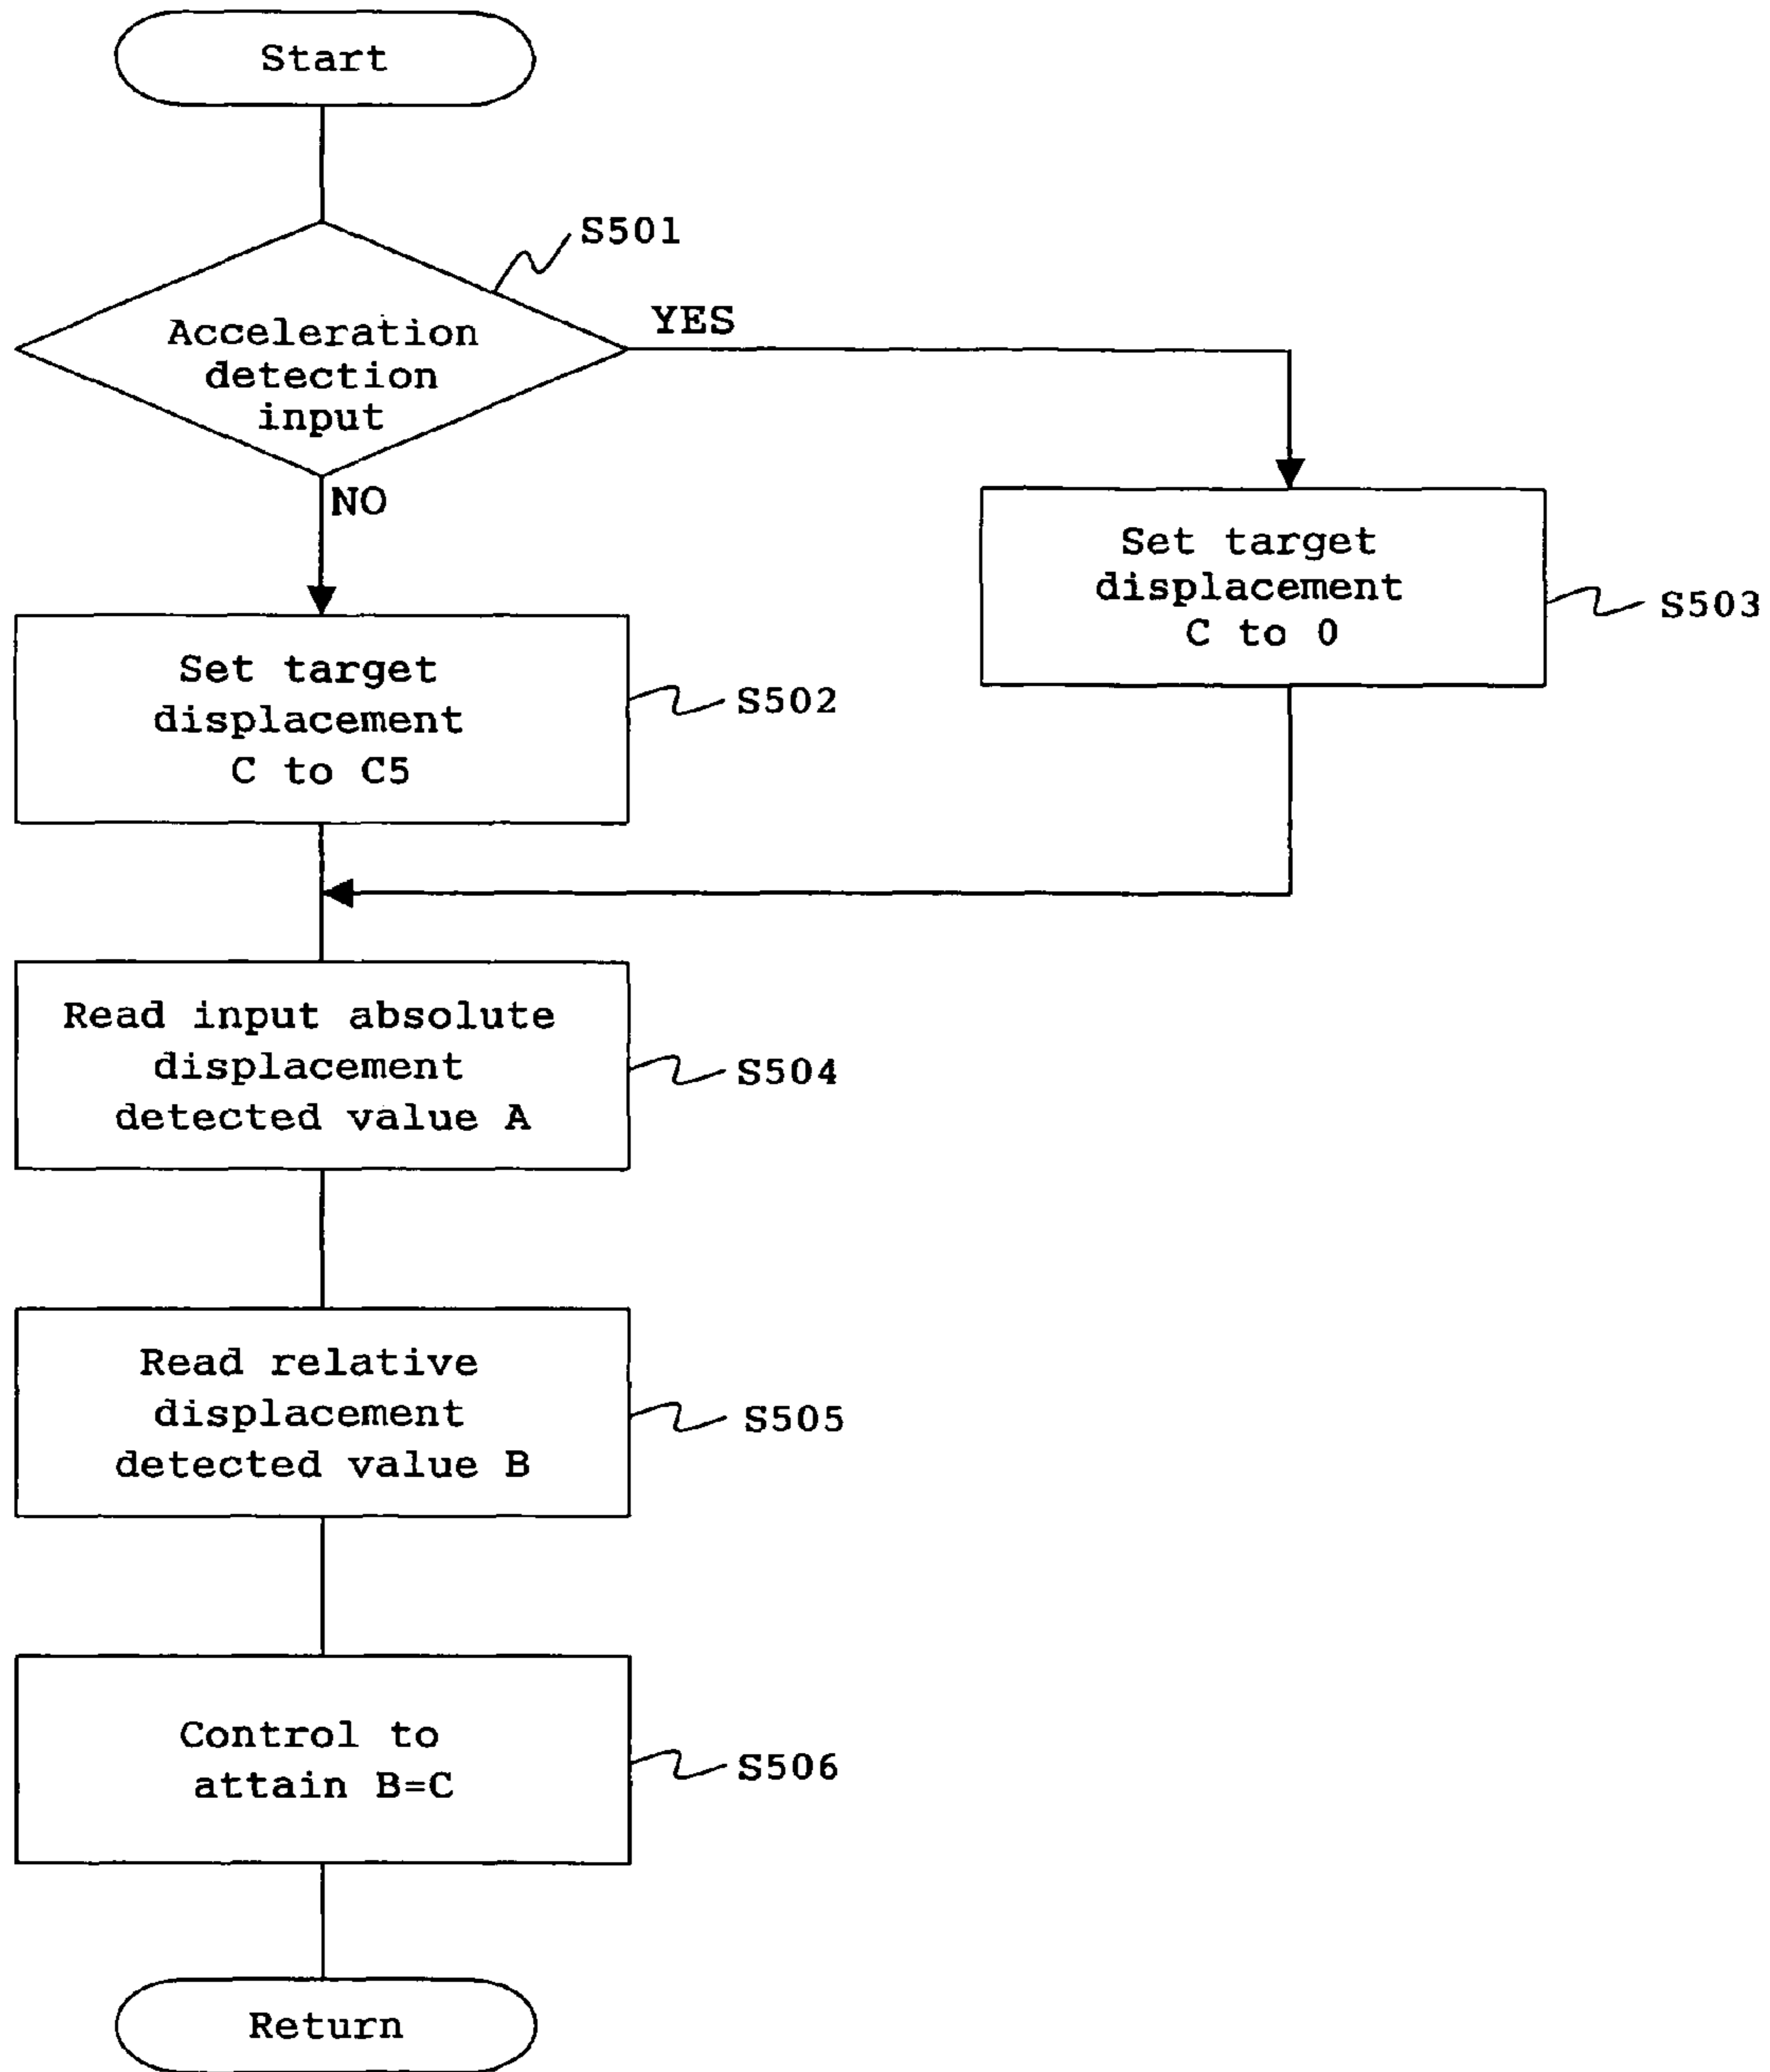 Start
S501
Acceleration
detection
input
YES
NO
Set target
displacement
C to 0
S503
Set target
displacement
C to C5
S502
Read input absolute
displacement
detected value A
S504
Read relative
displacement
detected value B
S505
Control to
attain B=C
S506
Return